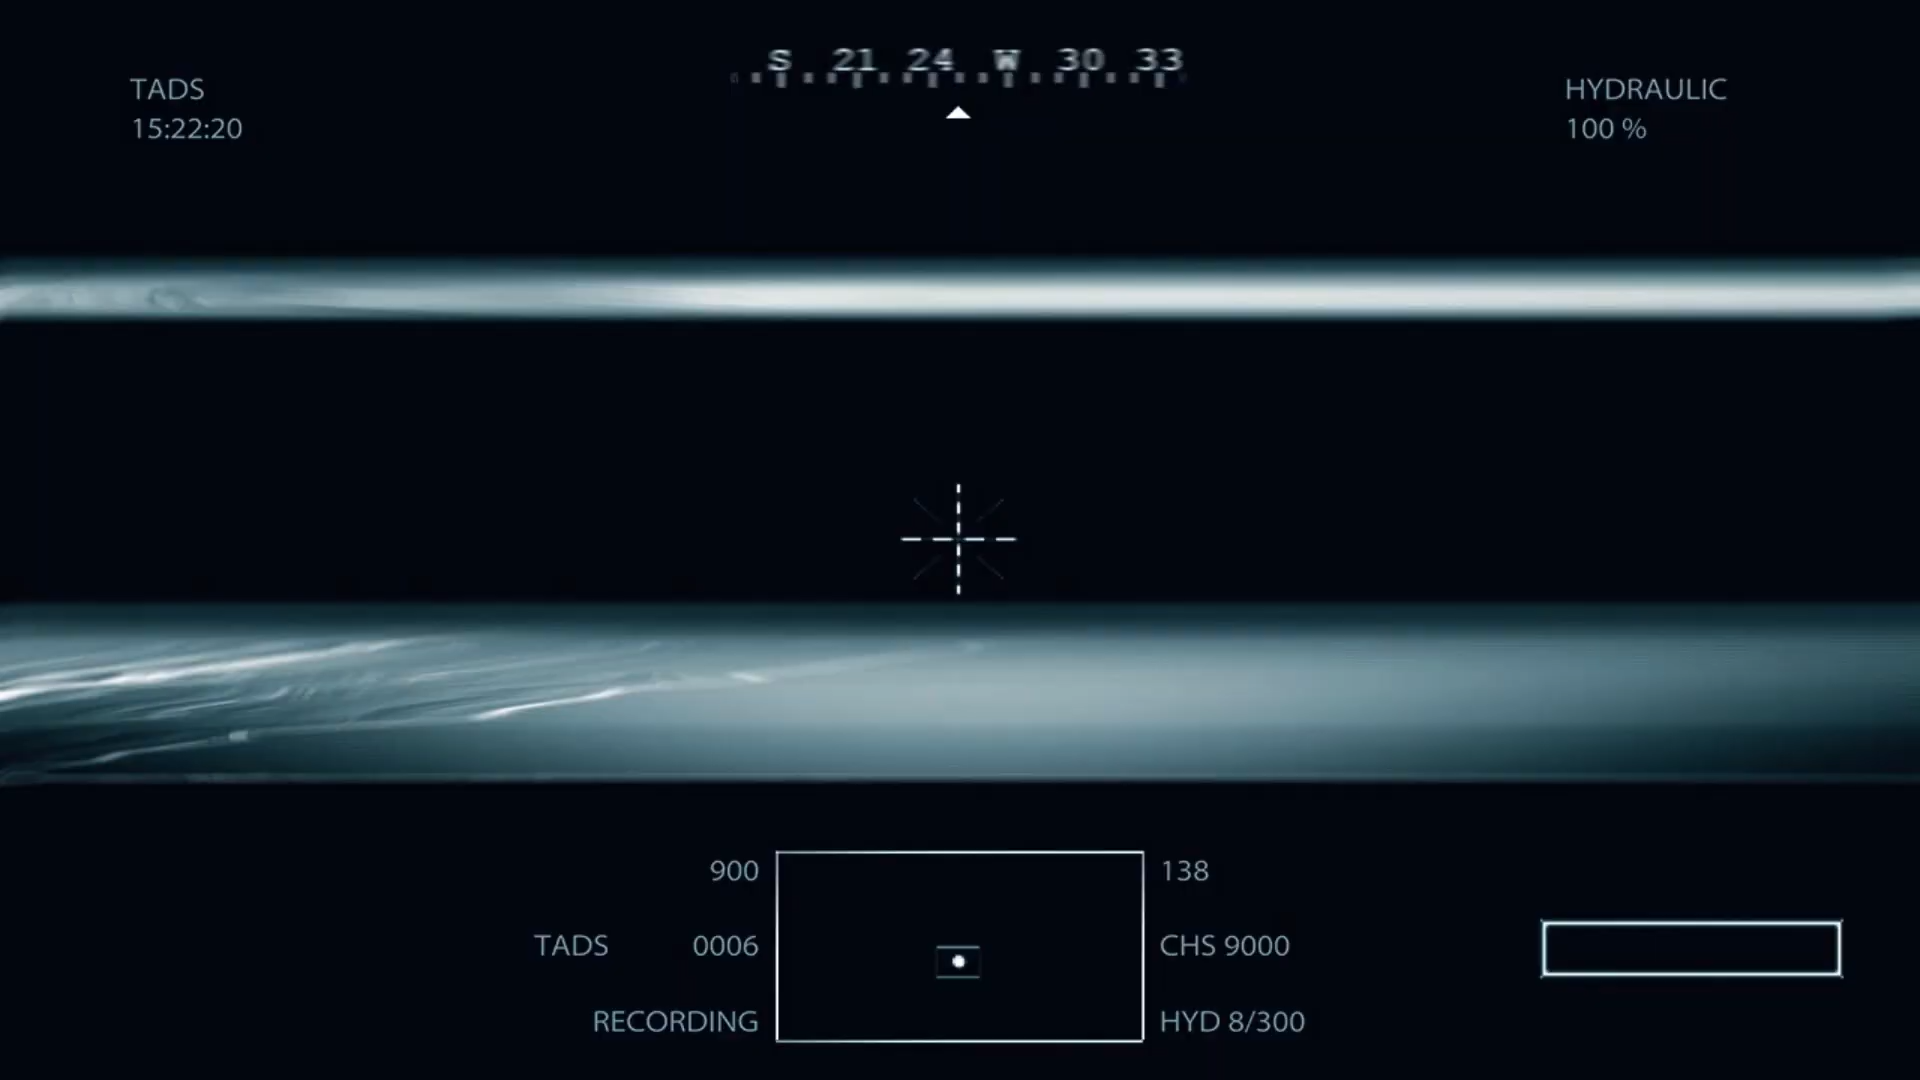 S 21 24 W 30 33
TADS
15:22:20
HYDRAULIC
100 %
900
138
TADS 0006
CHS 9000
RECORDING
HYD 8/300